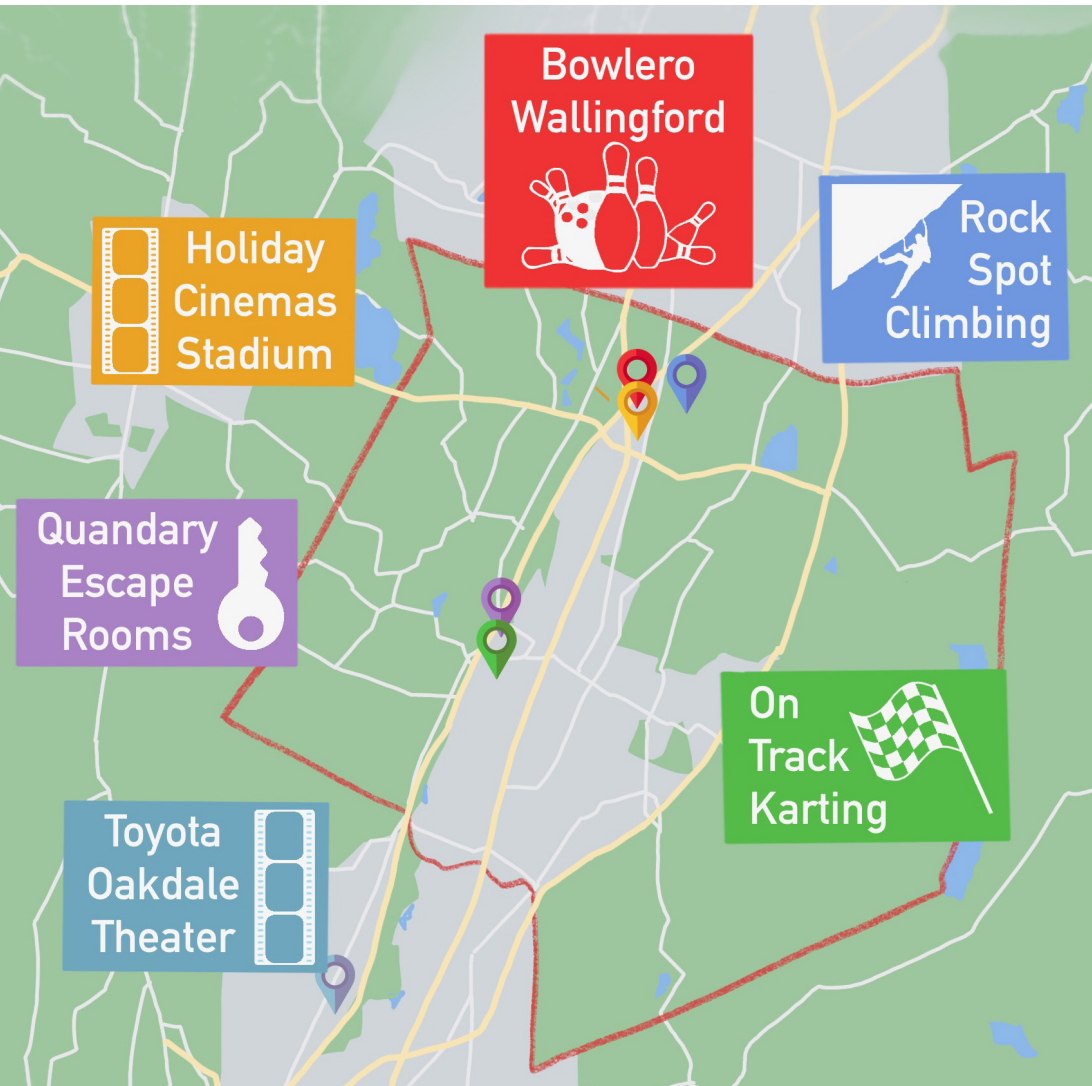 Bowlero
Wallingford
Rock
Spot
Climbing
Holiday
Cinemas
Stadium
Quandary
Escape
Rooms
On
Track
Karting
Toyota
Oakdale
Theater